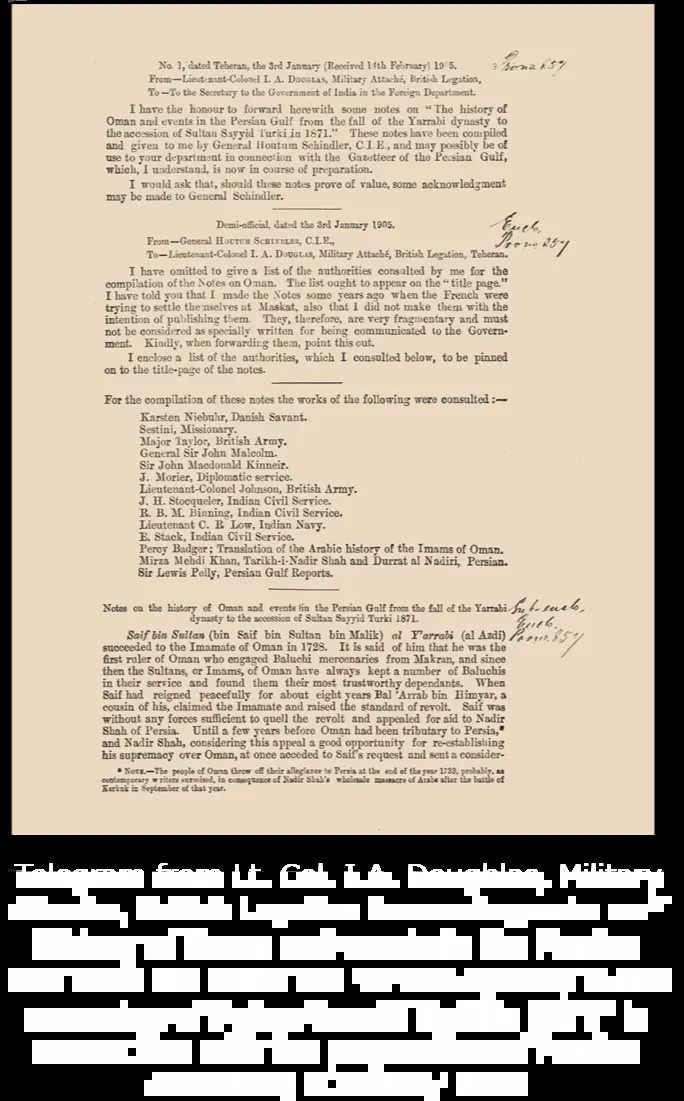 No. 1, dated Teheran, the 3rd January (Received 14th February) 1905.
From—Lieutenant-Colonel I. A. DOUGLAS, Military Attaché, British Legation,
To—To the Secretary to the Government of India in the Foreign Department.
I have the honour to forward herewith some notes on "The history of
Oman and events in the Persian Gulf from the fall of the Yarrabi dynasty to
the accession of Sultan Sayyid Turki in 1871." These notes have been compiled
and given to me by General Houtum Schindler, C.I.E., and may possibly be of
use to your department in connection with the Gazetteer of the Persian Gulf,
which, I understand, is now in course of preparation.
I would ask that, should these notes prove of value, some acknowledgment
may be made to General Schindler.
Encl.
Demi-official, dated the 3rd January 1905.
From—General HOUTUM SCHINDLER, C.I.E.,
To—Lieutenant-Colonel I. A. DOUGLAS, Military Attaché, British Legation, Teheran.
I have omitted to give a list of the authorities consulted by me for the
compilation of the Notes on Oman. The list ought to appear on the "title page."
I have told you that I made the Notes some years ago when the French were
trying to settle themselves at Maskat, also that I did not make them with the
intention of publishing them. They, therefore, are very fragmentary and must
not be considered as specially written for being communicated to the Govern-
ment. Kindly, when forwarding them, point this out.
I enclose a list of the authorities, which I consulted below, to be pinned
on to the title-page of the notes.
For the compilation of these notes the works of the following were consulted :—
Karsten Niebuhr, Danish Savant.
Sestini, Missionary.
Major Taylor, British Army.
General Sir John Malcolm.
Sir John Macdonald Kinneir.
J. Morier, Diplomatic service.
Lieutenant-Colonel Johnson, British Army.
J. H. Stocqueler, Indian Civil Service.
R. B. M. Binning, Indian Civil Service.
Lieutenant C. R Low, Indian Navy.
E. Stack, Indian Civil Service.
Percy Badger; Translation of the Arabic history of the Imams of Oman.
Mirza Mehdi Khan, Tarikh-i-Nadir Shah and Durrat al Nadiri, Persian.
Sir Lewis Pelly, Persian Gulf Reports.
Notes on the history of Oman and events in the Persian Gulf from the fall of the Yarrabi
dynasty to the accession of Sultan Sayyid Turki 1871.
Sub-encl.
Encl.
Saif bin Sultan (bin Saif bin Sultan bin Malik) al Y'arrabi (al Azdi)
succeeded to the Imamate of Oman in 1728. It is said of him that he was the
first ruler of Oman who engaged Baluchi mercenaries from Makran, and since
then the Sultans, or Imams, of Oman have always kept a number of Baluchis
in their service and found them their most trustworthy dependants. When
Saif had reigned peacefully for about eight years Bal 'Arrab bin Himyar, a
cousin of his, claimed the Imamate and raised the standard of revolt. Saif was
without any forces sufficient to quell the revolt and appealed for aid to Nadir
Shah of Persia. Until a few years before Oman had been tributary to Persia,*
and Nadir Shah, considering this appeal a good opportunity for re-establishing
his supremacy over Oman, at once acceded to Saif's request and sent a consider-
* NOTE.—The people of Oman threw off their allegiance to Persia at the end of the year 1733, probably, as
contemporary writers surmised, in consequence of Nadir Shah's wholesale massacre of Arabs after the battle of
Kerkuk in September of that year.
Telegram from Lt. Col. I.A. Doughlas, Military